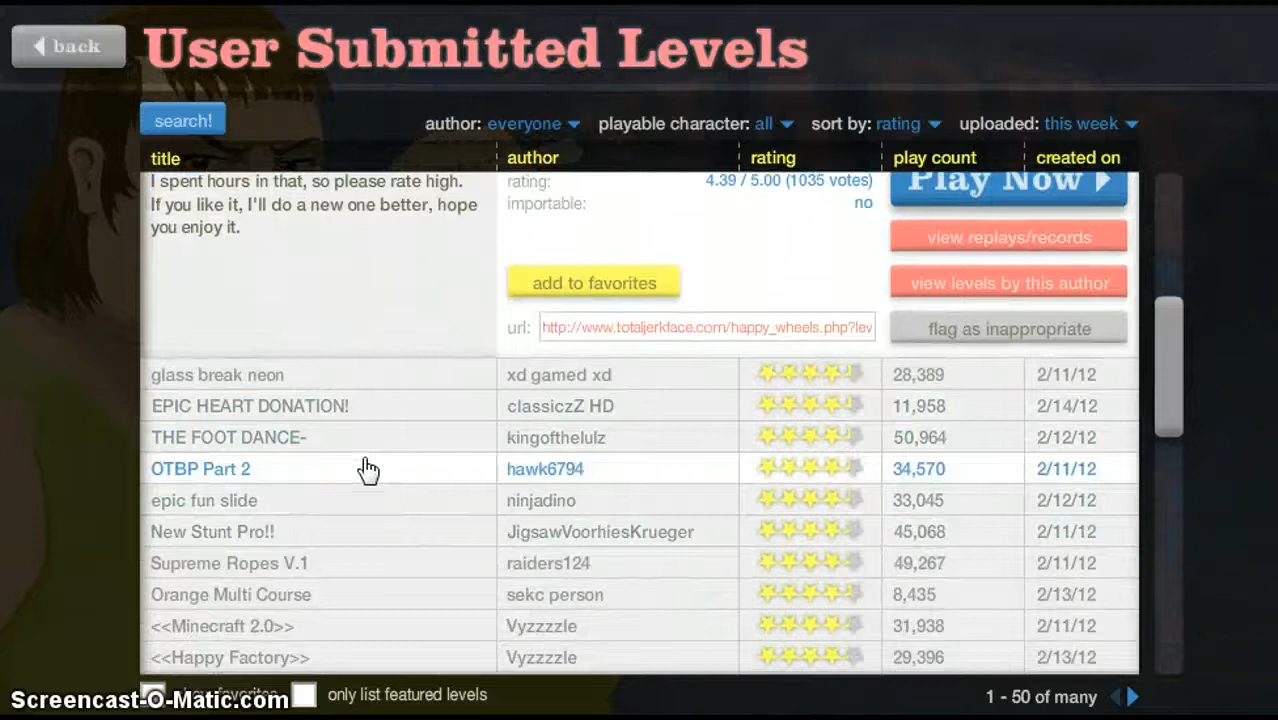 back
User Submitted Levels
search!
author: everyone playable character: all sort by: rating uploaded: this week
title author rating play count created on
I spent hours in that, so please rate high.
If you like it, I'll do a new one better, hope
you enjoy it.
rating: 4.39 / 5.00 (1035 votes)
importable: no
add to favorites
url: http://www.totaljerkface.com/happy_wheels.php?lev
Play Now
view replays/records
view levels by this author
flag as inappropriate
glass break neon xd gamed xd 28,389 2/11/12
EPIC HEART DONATION! classiczZ HD 11,958 2/14/12
THE FOOT DANCE- kingofthelulz 50,964 2/12/12
OTBP Part 2 hawk6794 34,570 2/11/12
epic fun slide ninjadino 33,045 2/12/12
New Stunt Pro!! JigsawVoorhiesKrueger 45,068 2/11/12
Supreme Ropes V.1 raiders124 49,267 2/11/12
Orange Multi Course sekc person 8,435 2/13/12
<<Minecraft 2.0>> Vyzzzzle 31,938 2/11/12
<<Happy Factory>> Vyzzzzle 29,396 2/13/12
only list featured levels 1 - 50 of many
Screencast-O-Matic.com